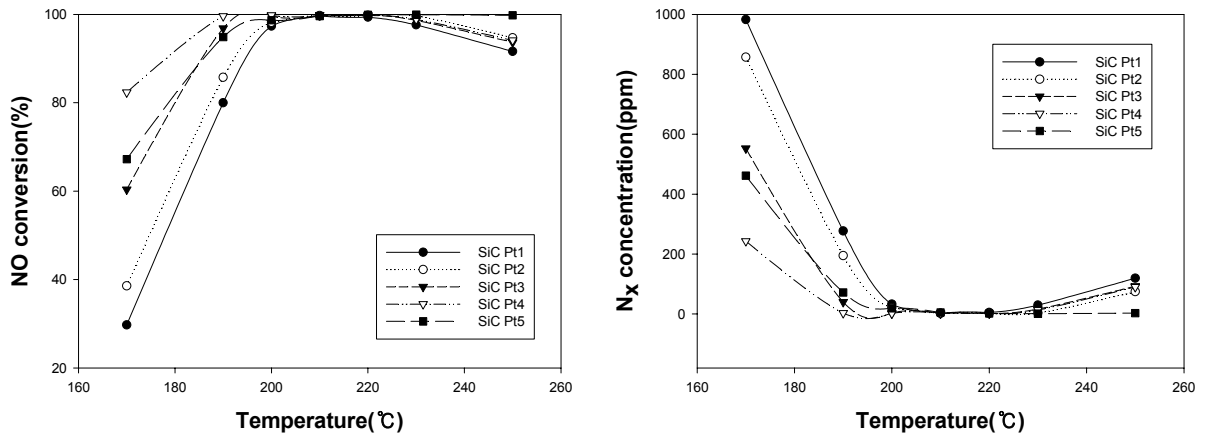 NO conversion(%)
100
80
60
40
20
SiC Pt1
SiC Pt2
SiC Pt3
SiC Pt4
SiC Pt5
160 180 200 220 240 260
Temperature(℃)
Nx concentration(ppm)
1000
800
600
400
200
0
SiC Pt1
SiC Pt2
SiC Pt3
SiC Pt4
SiC Pt5
160 180 200 220 240 260
Temperature(℃)